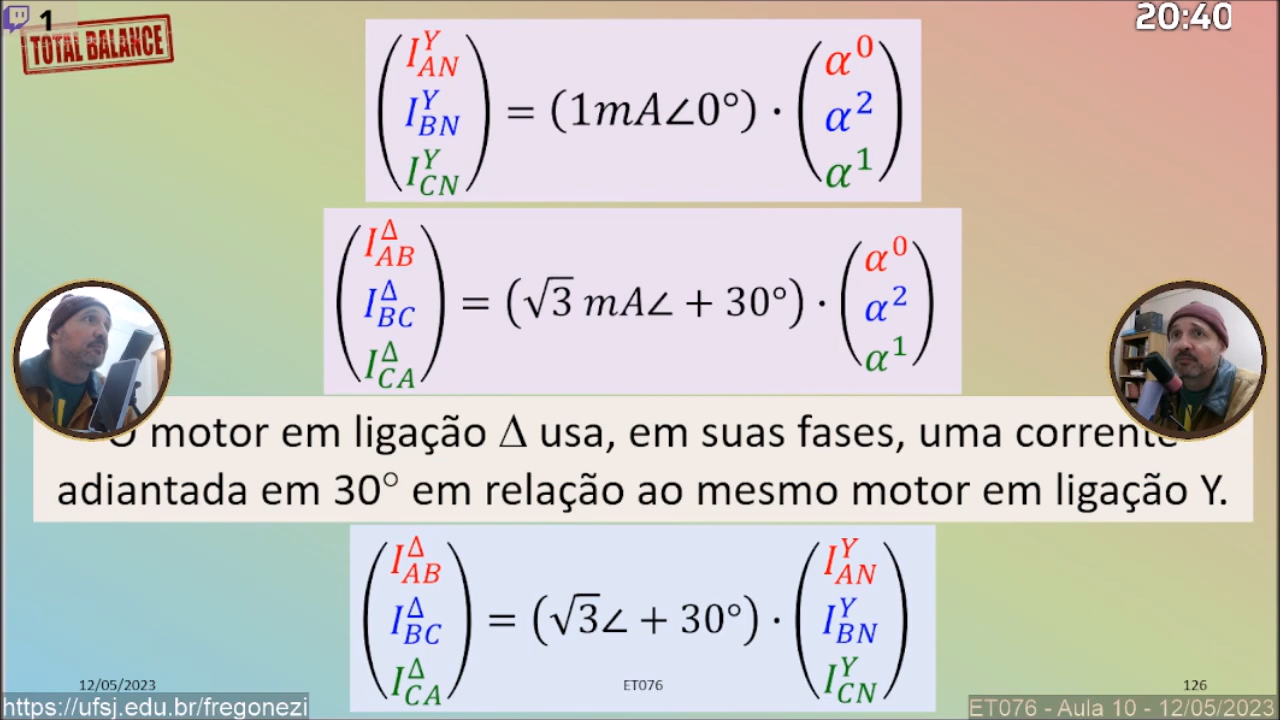 1
20:40
TOTAL BALANCE
(I^Y_AN I^Y_BN I^Y_CN) = (1mA∠0°) · (α^0 α^2 α^1)
(I^Δ_AB I^Δ_BC I^Δ_CA) = (√3 mA∠ + 30°) · (α^0 α^2 α^1)
O motor em ligação Δ usa, em suas fases, uma corrente
adiantada em 30° em relação ao mesmo motor em ligação Y.
(I^Δ_AB I^Δ_BC I^Δ_CA) = (√3∠ + 30°) · (I^Y_AN I^Y_BN I^Y_CN)
12/05/2023
ET076
126
https://ufsj.edu.br/fregonezi
ET076 - Aula 10 - 12/05/2023